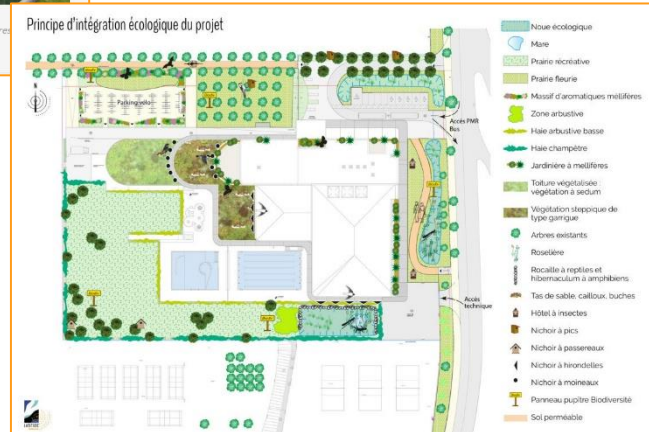 res
Principe d'intégration écologique du projet
Parking vélo
Accès PMR
Bus
Accès
technique
Noue écologique
Mare
Prairie récréative
Prairie fleurie
Massif d'aromatiques méllifères
Zone arbustive
Haie arbustive basse
Haie champêtre
Jardinière à mellifères
Toiture végétalisée
végétation à sedum
Végétation steppique de
type garrigue
Arbres existants
Roselière
Rocaille à reptiles et
hibernaculum à amphibiens
Tas de sable, cailloux, buches
Hôtel à insectes
Nichoir à pics
Nichoir à passereaux
Nichoir à hirondelles
Nichoir à moineaux
Panneau pupitre Biodiversité
Sol perméable